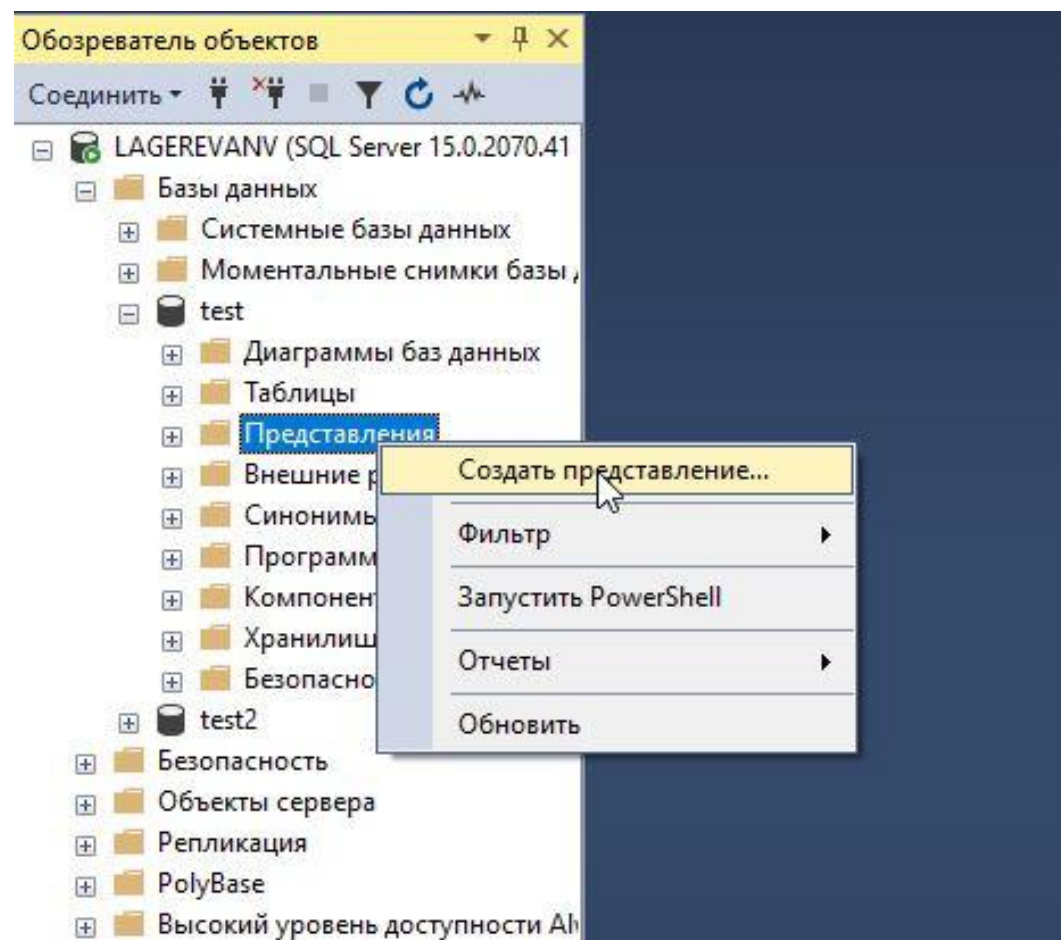 Обозреватель объектов
Соединить
LAGEREVANV (SQL Server 15.0.2070.41
Базы данных
Системные базы данных
Моментальные снимки базы
test
Диаграммы баз данных
Таблицы
Представления
Создать представление...
Внешние
Синонимы
Фильтр
Программ
Запустить PowerShell
Компонен
Хранилищ
Отчеты
Безопасно
Обновить
test2
Безопасность
Объекты сервера
Репликация
PolyBase
Высокий уровень доступности Al